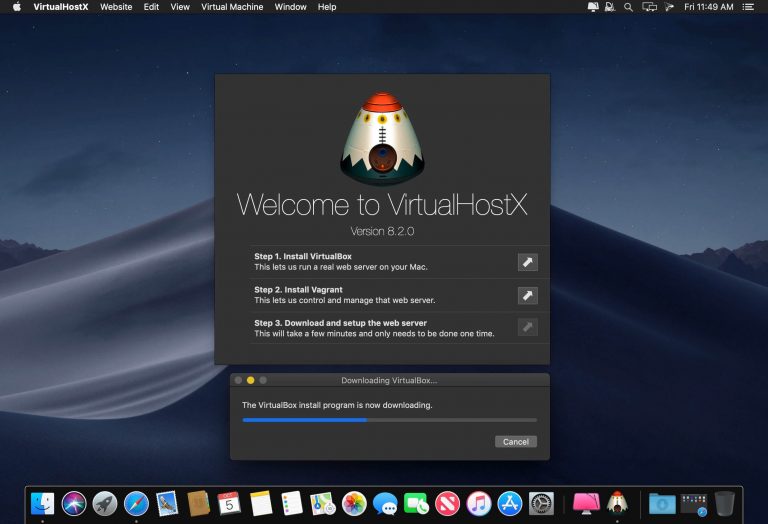 VirtualHostX Website Edit View Virtual Machine Window Help Fri 11:49 AM
Welcome to VirtualHostX
Version 8.2.0
Step 1. Install VirtualBox
This lets us run a real web server on your Mac.
Step 2. Install Vagrant
This lets us control and manage that web server.
Step 3. Download and setup the web server
This will take a few minutes and only needs to be done one time.
Downloading VirtualBox...
The VirtualBox install program is now downloading.
Cancel
OCT
5